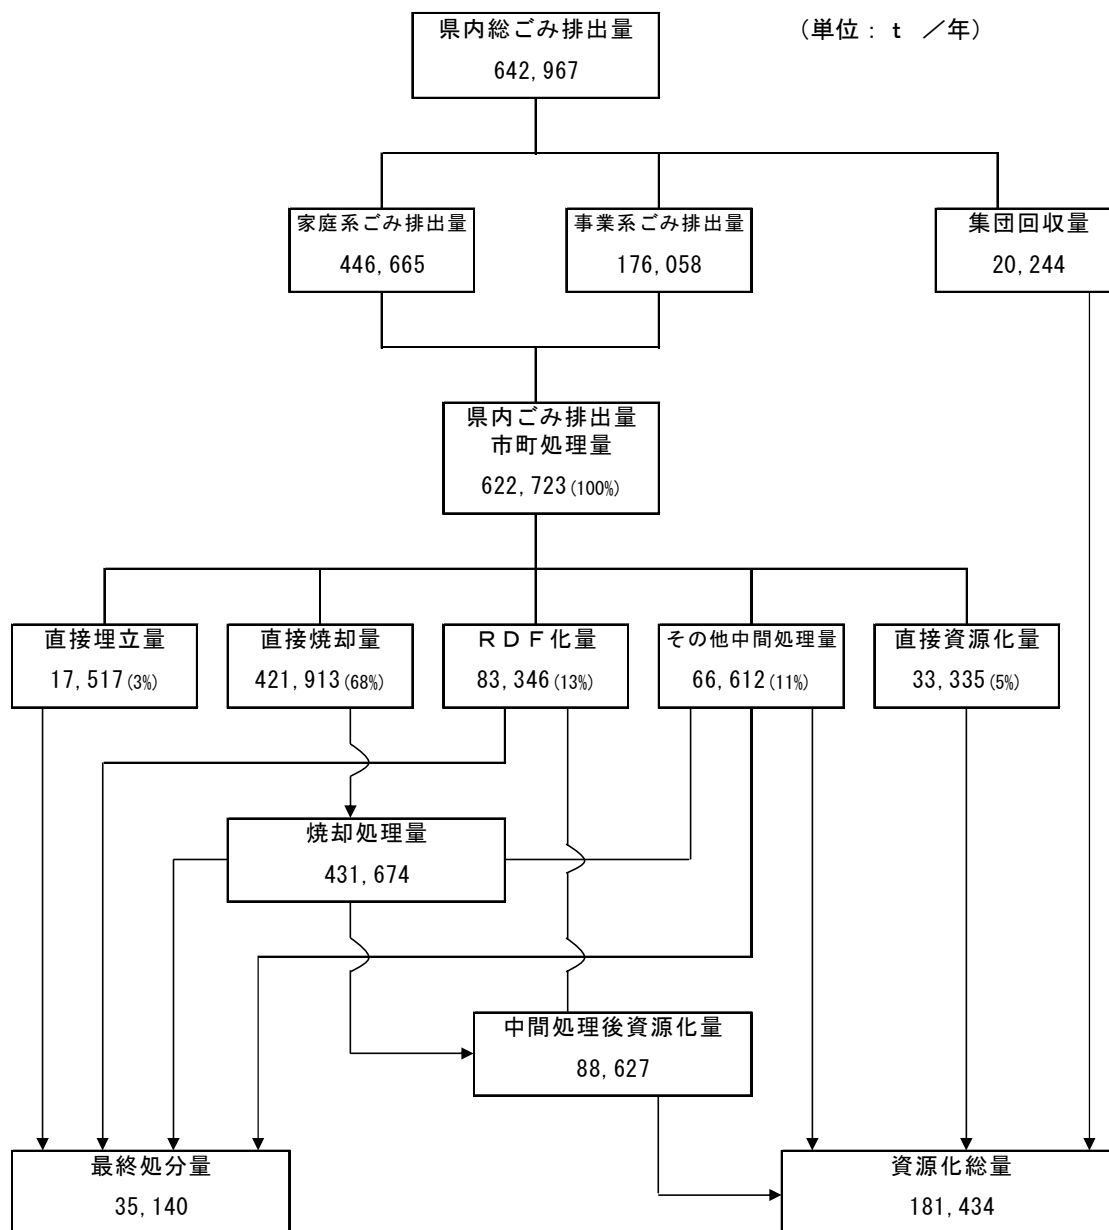 県内総ごみ排出量
642,967
（単位：ｔ／年）
家庭系ごみ排出量
446,665
事業系ごみ排出量
176,058
集団回収量
20,244
県内ごみ排出量
市町処理量
622,723(100%)
直接埋立量
17,517(3%)
直接焼却量
421,913(68%)
ＲＤＦ化量
83,346(13%)
その他中間処理量
66,612(11%)
直接資源化量
33,335(5%)
焼却処理量
431,674
中間処理後資源化量
88,627
最終処分量
35,140
資源化総量
181,434